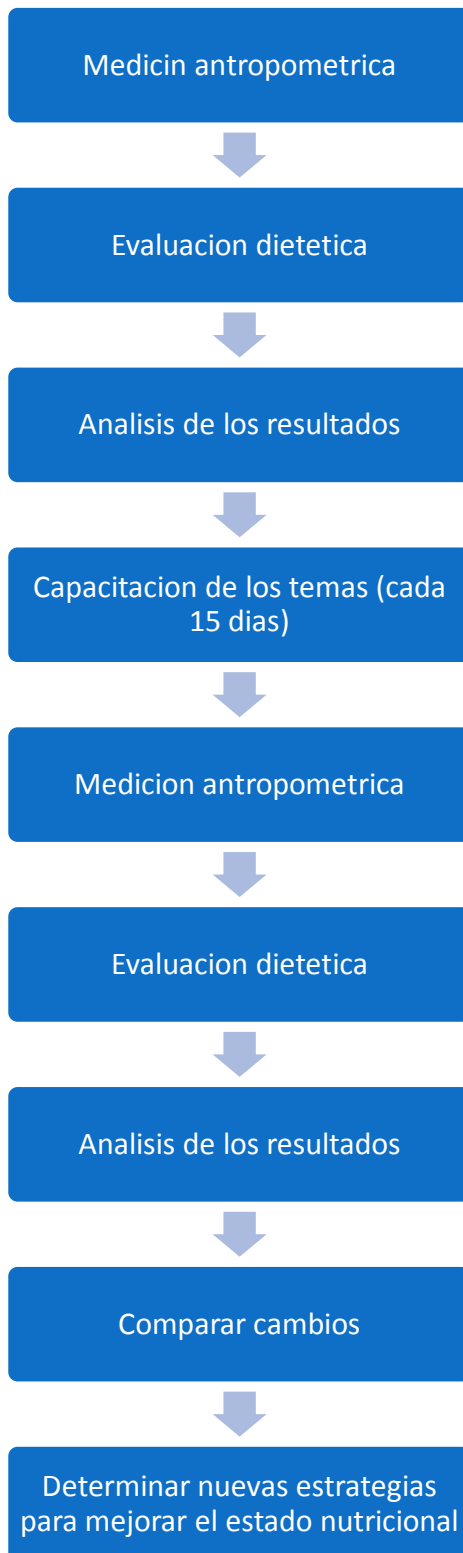 Medicin antropometrica
Evaluacion dietetica
Analisis de los resultados
Capacitacion de los temas (cada
15 dias)
Medicion antropometrica
Evaluacion dietetica
Analisis de los resultados
Comparar cambios
Determinar nuevas estrategias
para mejorar el estado nutricional